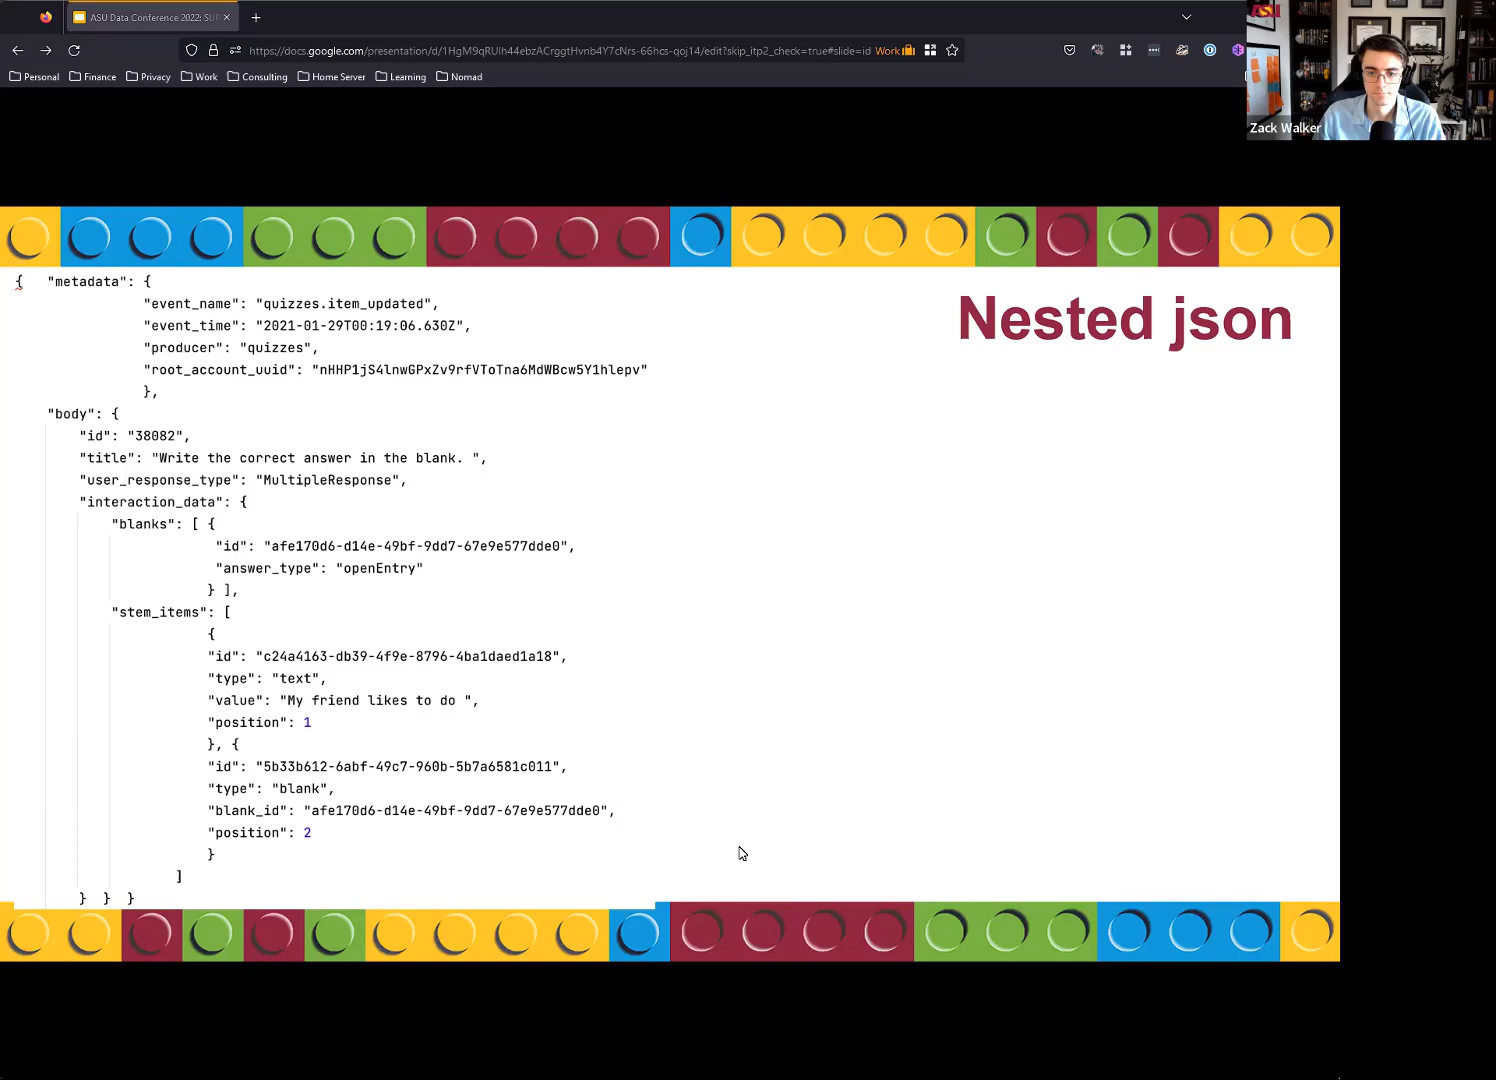 ASU Data Conference 2022: SUP
https://docs.google.com/presentation/d/1HgM9qRUlh44ebzACrggtHvnb4Y7cNrs-66hcs-qoj14/edit?skip_itp2_check=true#slide=id
Work
Personal
Finance
Privacy
Work
Consulting
Home Server
Learning
Nomad
ASU
Zack Walker
Nested json
{ "metadata": {
"event_name": "quizzes.item_updated",
"event_time": "2021-01-29T00:19:06.630Z",
"producer": "quizzes",
"root_account_uuid": "nHHP1jS4lnwGPxZv9rfVToTna6MdWBcw5Y1hlepv"
},
"body": {
"id": "38082",
"title": "Write the correct answer in the blank. ",
"user_response_type": "MultipleResponse",
"interaction_data": {
"blanks": [ {
"id": "afe170d6-d14e-49bf-9dd7-67e9e577dde0",
"answer_type": "openEntry"
} ],
"stem_items": [
{
"id": "c24a4163-db39-4f9e-8796-4ba1daed1a18",
"type": "text",
"value": "My friend likes to do ",
"position": 1
}, {
"id": "5b33b612-6abf-49c7-960b-5b7a6581c011",
"type": "blank",
"blank_id": "afe170d6-d14e-49bf-9dd7-67e9e577dde0",
"position": 2
}
]
} } }